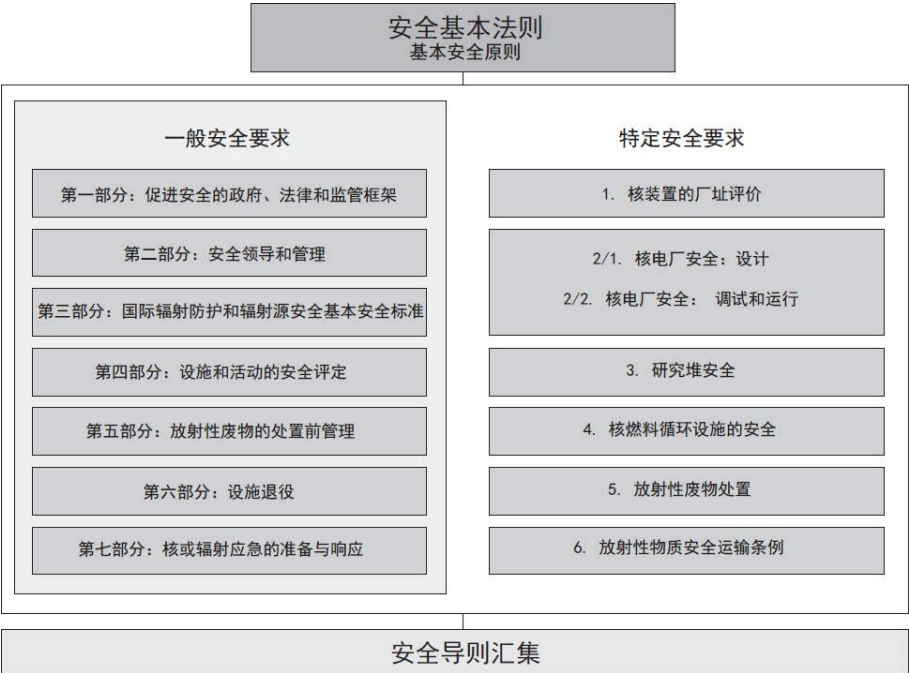 安全基本法则
基本安全原则
一般安全要求
第一部分：促进安全的政府、法律和监管框架
第二部分：安全领导和管理
第三部分：国际辐射防护和辐射源安全基本安全标准
第四部分：设施和活动的安全评定
第五部分：放射性废物的处置前管理
第六部分：设施退役
第七部分：核或辐射应急的准备与响应
特定安全要求
1. 核装置的厂址评价
2/1. 核电厂安全：设计
2/2. 核电厂安全： 调试和运行
3. 研究堆安全
4. 核燃料循环设施的安全
5. 放射性废物处置
6. 放射性物质安全运输条例
安全导则汇集